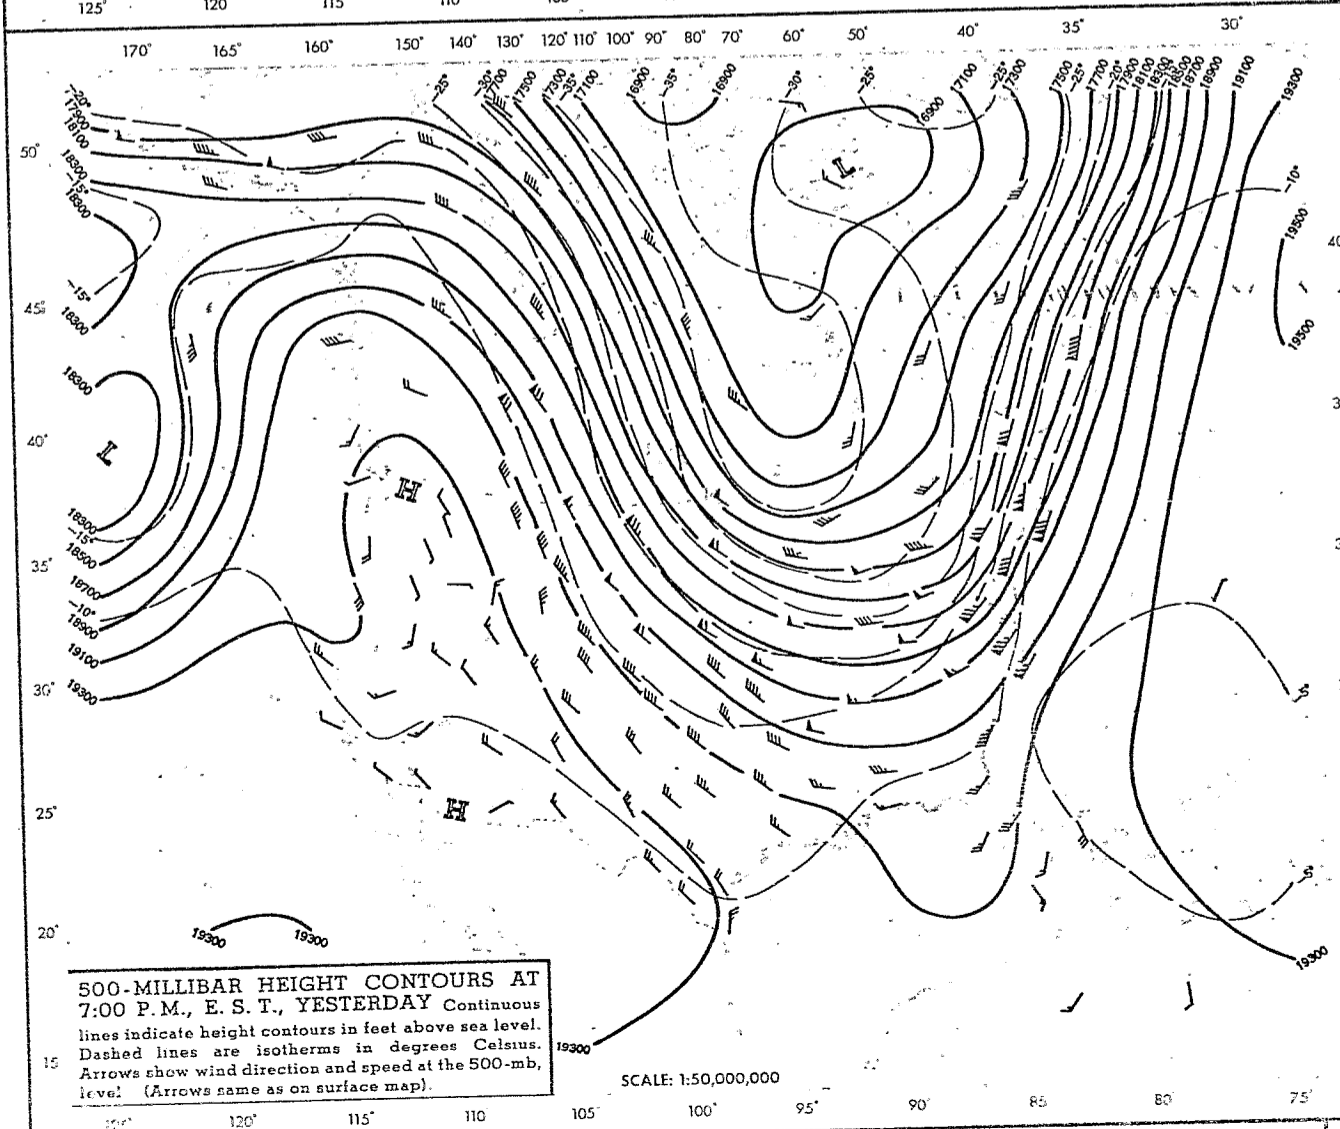 125° 120 110
170° 165° 160° 150° 140° 130° 120° 110° 100° 90° 80° 70° 60° 50° 40° 35° 30°
-25° -30° 17700 17500 17300 -35° 17100 16900 -35° 16900 -30° -25° 16900 17100 -25° 17300 17500 -25° 17700 -20° 17900 18100 18300 18500 18700 18900 19100 19300
-20°
17900
18100
50°
18300
-15°
18300
L
-10°
19500
40
-15°
45°
18300
19500
18300
40°
L
H
18300
-15°
18500
35°
18700
-10°
18900
19100
30°
19300
25°
H
20°
19300 19300
19300
500-MILLIBAR HEIGHT CONTOURS AT
7:00 P.M., E. S. T., YESTERDAY Continuous
lines indicate height contours in feet above sea level.
Dashed lines are isotherms in degrees Celsius.
Arrows show wind direction and speed at the 500-mb,
level (Arrows same as on surface map).
19300
15
SCALE: 1:50,000,000
120° 115° 110 105° 100° 95° 90° 85 80° 75°